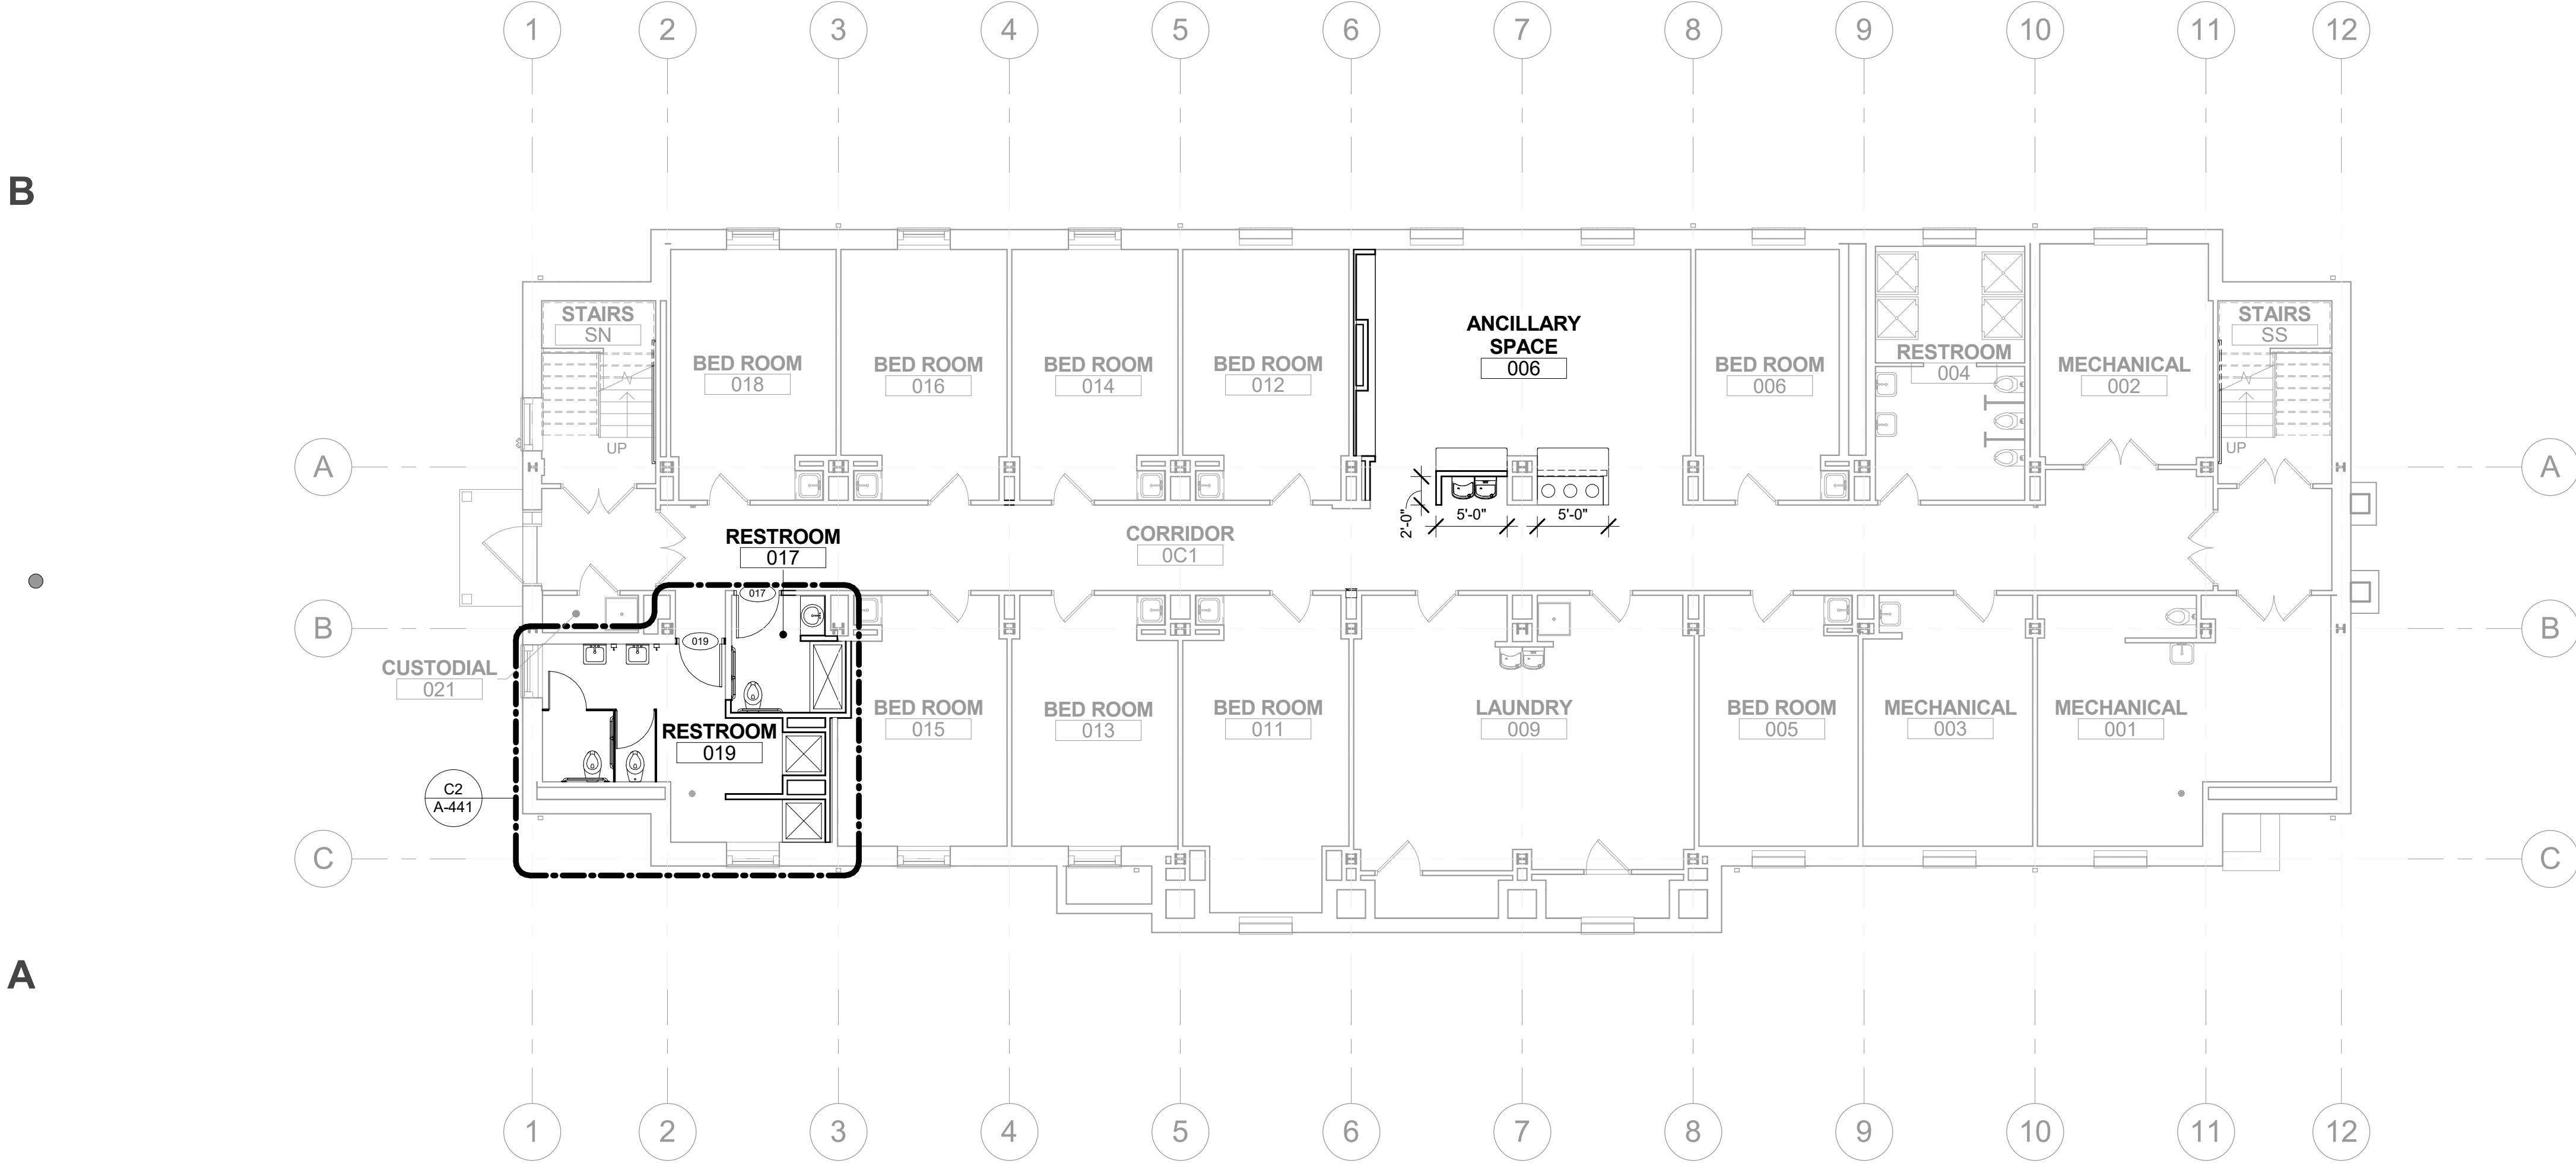 1 2 3 4 5 6 7 8 9 10 11 12
B
STAIRS
SN
UP
BED ROOM
018
BED ROOM
016
BED ROOM
014
BED ROOM
012
ANCILLARY
SPACE
006
BED ROOM
006
RESTROOM
004
MECHANICAL
002
STAIRS
SS
UP
A
A
2'-0"
5'-0"
5'-0"
RESTROOM
017
CORRIDOR
0C1
017
019
B
B
CUSTODIAL
021
RESTROOM
019
BED ROOM
015
BED ROOM
013
BED ROOM
011
LAUNDRY
009
BED ROOM
005
MECHANICAL
003
MECHANICAL
001
C2
A-441
C
C
A
1 2 3 4 5 6 7 8 9 10 11 12